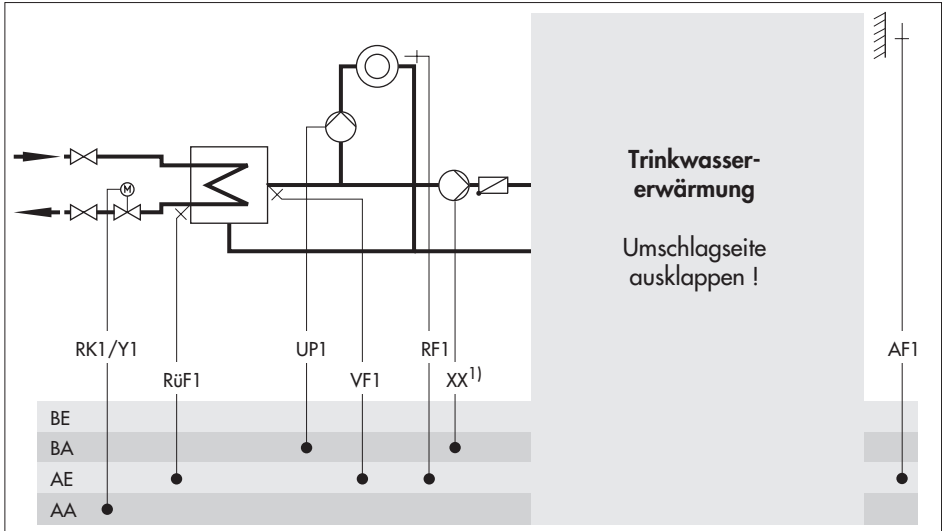 M
Trinkwasser-
erwärmung
Umschlagseite
ausklappen !
RK1/Y1
UP1
RF1
AF1
RüF1
VF1
XX1)
BE
BA
AE
AA